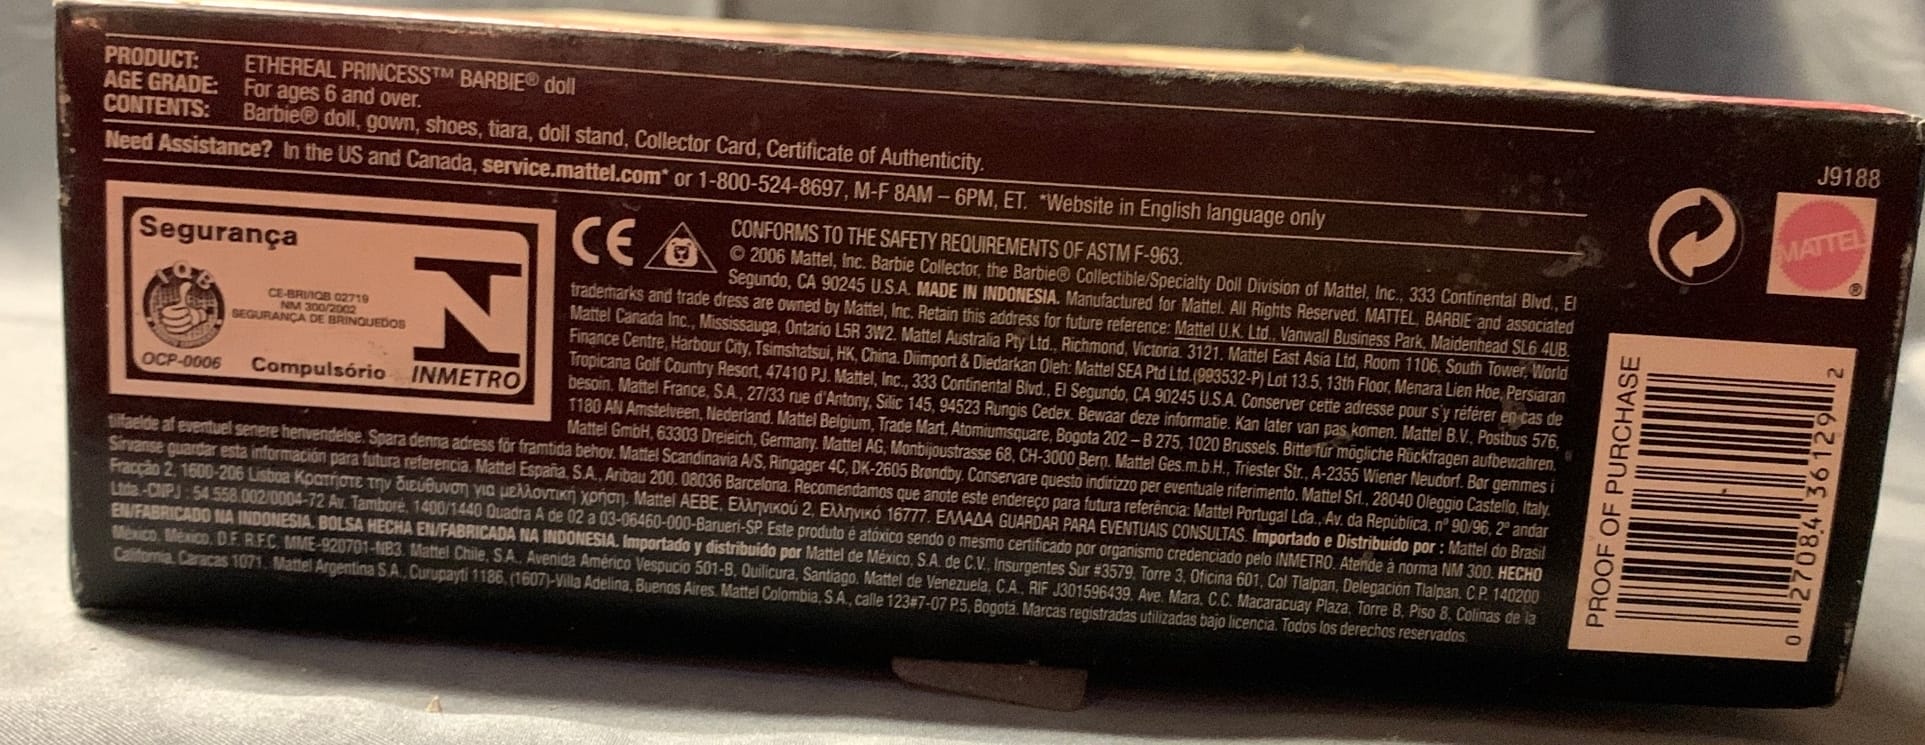 PRODUCT: ETHEREAL PRINCESS™ BARBIE® doll
AGE GRADE: For ages 6 and over.
CONTENTS: Barbie® doll, gown, shoes, tiara, doll stand, Collector Card, Certificate of Authenticity.
Need Assistance? In the US and Canada, service.mattel.com* or 1-800-524-8697, M-F 8AM – 6PM, ET. *Website in English language only
J9188
MATTEL
®
Segurança
IQB
CE-BRI/IQB 02719
NM 300/2002
SEGURANÇA DE BRINQUEDOS
OCP-0006
Compulsório
INMETRO
CE
CONFORMS TO THE SAFETY REQUIREMENTS OF ASTM F-963.
© 2006 Mattel, Inc. Barbie Collector, the Barbie® Collectible/Specialty Doll Division of Mattel, Inc., 333 Continental Blvd., El
Segundo, CA 90245 U.S.A. MADE IN INDONESIA. Manufactured for Mattel. All Rights Reserved. MATTEL, BARBIE and associated
trademarks and trade dress are owned by Mattel, Inc. Retain this address for future reference: Mattel U.K. Ltd., Vanwall Business Park, Maidenhead SL6 4UB.
Mattel Canada Inc., Mississauga, Ontario L5R 3W2. Mattel Australia Pty Ltd., Richmond, Victoria. 3121. Mattel East Asia Ltd, Room 1106, South Tower, World
Finance Centre, Harbour City, Tsimshatsui, HK, China. Diimport & Diedarkan Oleh: Mattel SEA Ptd Ltd.(993532-P) Lot 13.5, 13th Floor, Menara Lien Hoe, Persiaran
Tropicana Golf Country Resort, 47410 PJ. Mattel, Inc., 333 Continental Blvd., El Segundo, CA 90245 U.S.A. Conserver cette adresse pour s'y référer en cas de
besoin. Mattel France, S.A., 27/33 rue d'Antony, Silic 145, 94523 Rungis Cedex. Bewaar deze informatie. Kan later van pas komen. Mattel B.V., Postbus 576,
1180 AN Amstelveen, Nederland. Mattel Belgium, Trade Mart, Atomiumsquare, Bogota 202 – B 275, 1020 Brussels. Bitte für mögliche Rückfragen aufbewahren.
Mattel GmbH, 63303 Dreieich, Germany. Mattel AG, Monbijoustrasse 68, CH-3000 Bern. Mattel Ges.m.b.H., Triester Str., A-2355 Wiener Neudorf. Bør gemmes i
tilfælde af eventuel senere henvendelse. Spara denna adress för framtida behov. Mattel Scandinavia A/S, Ringager 4C, DK-2605 Brøndby. Conservare questo indirizzo per eventuale riferimento. Mattel Srl., 28040 Oleggio Castello, Italy.
Sírvanse guardar esta información para futura referencia. Mattel España, S.A., Aribau 200. 08036 Barcelona. Recomendamos que anote este endereço para futura referência: Mattel Portugal Lda., Av. da República, nº 90/96, 2º andar
Fracção 2, 1600-206 Lisboa Κρατήστε την διεύθυνση για μελλοντική χρήση. Mattel AEBE, Ελληνικού 2, Ελληνικό 16777. ΕΛΛΑΔΑ GUARDAR PARA EVENTUAIS CONSULTAS. Importado e Distribuído por : Mattel do Brasil
Ltda.-CNPJ : 54.558.002/0004-72 Av. Tamboré, 1400/1440 Quadra A de 02 a 03-06460-000-Barueri-SP. Este produto é atóxico sendo o mesmo certificado por organismo credenciado pelo INMETRO. Atende à norma NM 300. HECHO
EN/FABRICADO NA INDONESIA. BOLSA HECHA EN/FABRICADA NA INDONESIA. Importado y distribuido por Mattel de México, S.A. de C.V., Insurgentes Sur #3579, Torre 3, Oficina 601, Col Tlalpan, Delegación Tlalpan, C.P. 140200
México, México, D.F. R.F.C. MME-920701-NB3. Mattel Chile, S.A., Avenida Américo Vespucio 501-B, Quilicura, Santiago. Mattel de Venezuela, C.A., RIF J301596439, Ave. Mara, C.C. Macaracuay Plaza, Torre B, Piso 8, Colinas de la
California, Caracas 1071. Mattel Argentina S.A., Curupaytí 1186, (1607)-Villa Adelina, Buenos Aires. Mattel Colombia, S.A., calle 123#7-07 P.5, Bogotá. Marcas registradas utilizadas bajo licencia. Todos los derechos reservados.
PROOF OF PURCHASE
0 27084 36129 2